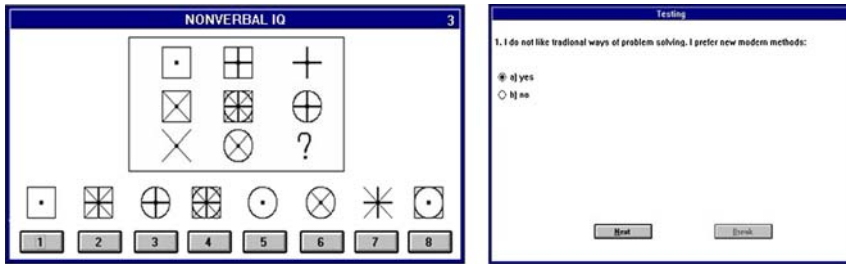 NONVERBAL IQ 3
?
1 2 3 4 5 6 7 8
Testing
1. I do not like tradional ways of problem solving. I prefer new modern methods:
a) yes
b) no
Next Break